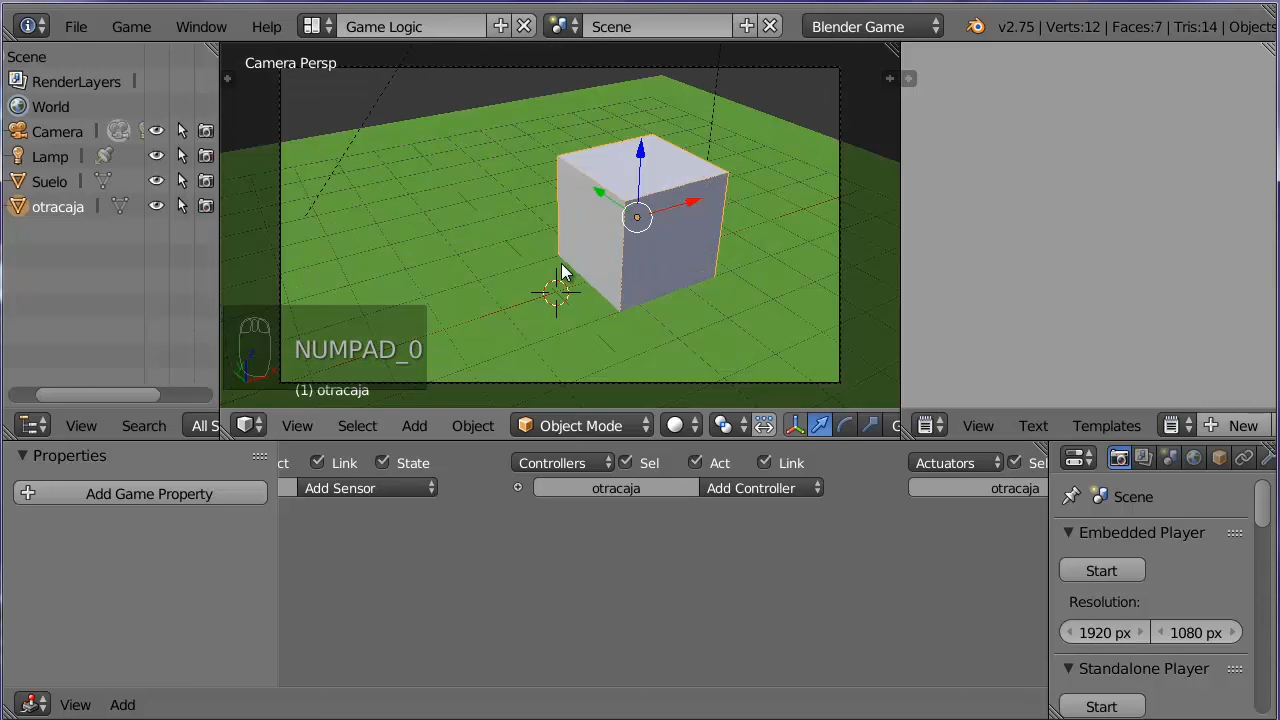 File Game Window Help Game Logic Scene Blender Game v2.75 | Verts:12 | Faces:7 | Tris:14 | Objects
Scene
RenderLayers
World
Camera
Lamp
Suelo
otracaja
Camera Persp
NUMPAD_0
(1) otracaja
View Search All S
View Select Add Object Object Mode
View Text Templates New
Properties
Add Game Property
ct Link State Controllers Sel Act Link Actuators Sel
Add Sensor otracaja Add Controller otracaja
View Add
Scene
Embedded Player
Start
Resolution:
1920 px 1080 px
Standalone Player
Start